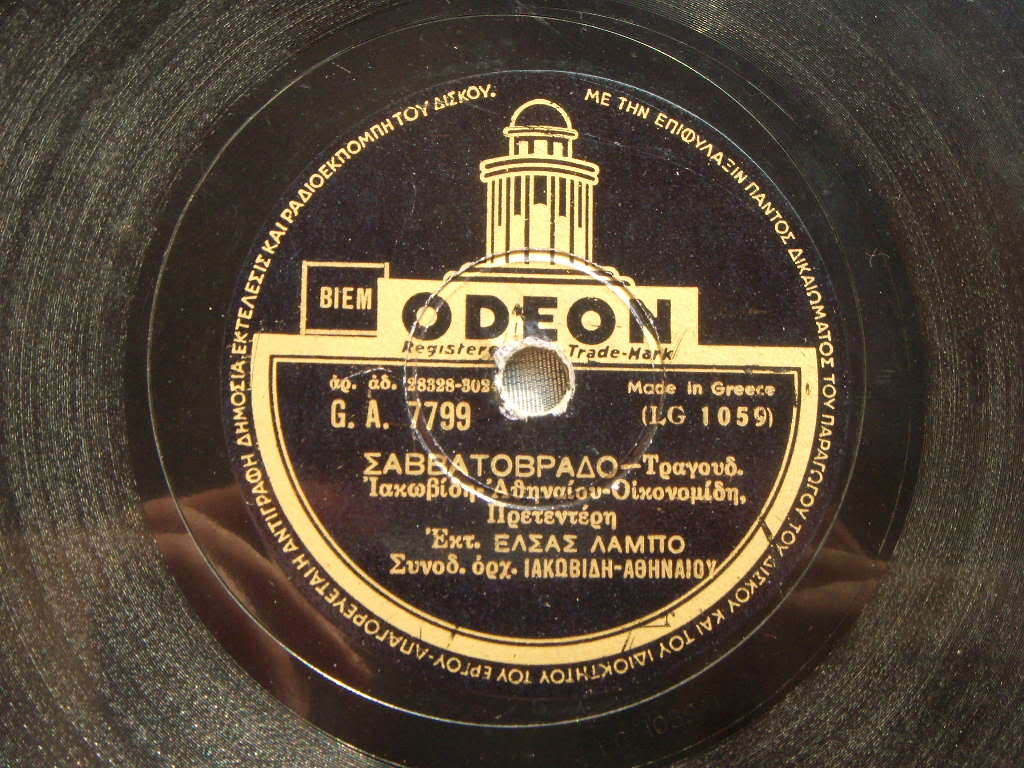 ΜΕ ΤΗΝ ΕΠΙΦΥΛΑΞΙΝ ΠΑΝΤΟΣ ΔΙΚΑΙΩΜΑΤΟΣ ΤΟΥ ΠΑΡΑΓΩΓΟΥ ΤΟΥ ΔΙΣΚΟΥ ΚΑΙ ΤΟΥ ΙΔΙΟΚΤΗΤΟΥ ΤΟΥ ΕΡΓΟΥ-ΑΠΑΓΟΡΕΥΕΤΑΙ Η ΑΝΤΙΓΡΑΦΗ ΔΗΜΟΣΙΑ ΕΚΤΕΛΕΣΙΣ ΚΑΙ ΡΑΔΙΟΕΚΠΟΜΠΗ ΤΟΥ ΔΙΣΚΟΥ.
BIEM
ODEON
Trade-Mark
ἀρ. ἀδ. Made in Greece
G. A. 7799 (LG 1059)
ΣΑΒΒΑΤΟΒΡΑΔΟ—Τραγουδ.
Ἰακωβίδη Ἀθηναίου-Οἰκονομίδη,
Πρετεντέρη
Ἐκτ. ΕΛΣΑΣ ΛΑΜΠΟ
Συνοδ. ὀρχ. ΙΑΚΩΒΙΔΗ-ΑΘΗΝΑΙΟΥ